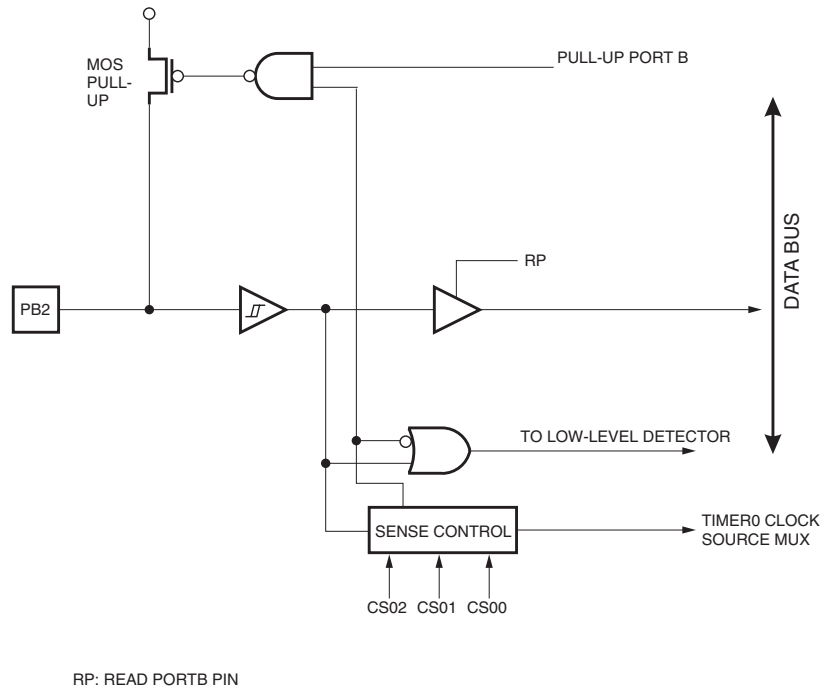 MOS
PULL-
UP
PULL-UP PORT B
RP
DATA BUS
PB2
TO LOW-LEVEL DETECTOR
SENSE CONTROL
TIMER0 CLOCK
SOURCE MUX
CS02 CS01 CS00
RP: READ PORTB PIN